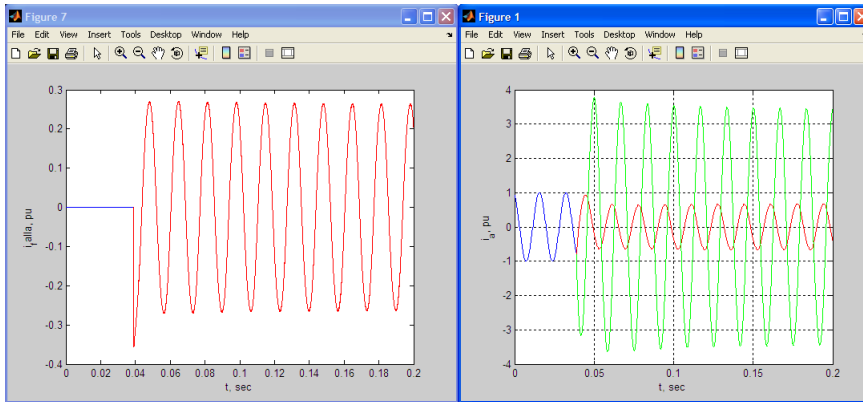 Figure 7
File Edit View Insert Tools Desktop Window Help
0.3
0.2
0.1
0
-0.1
-0.2
-0.3
-0.4
i_falla, pu
0 0.02 0.04 0.06 0.08 0.1 0.12 0.14 0.16 0.18 0.2
t, sec
Figure 1
File Edit View Insert Tools Desktop Window Help
4
3
2
1
0
-1
-2
-3
-4
i_a, pu
0 0.05 0.1 0.15 0.2
t, sec